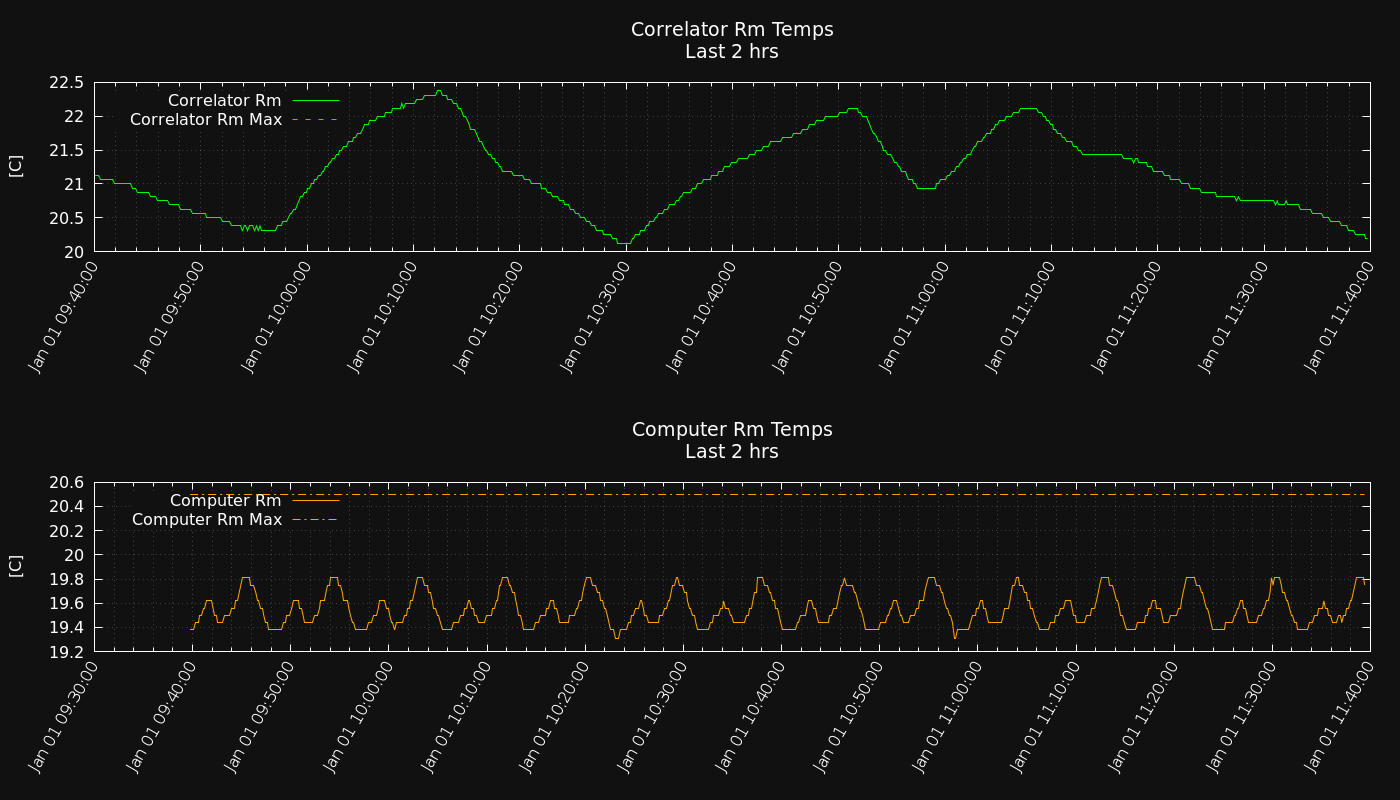 Correlator Rm Temps
Last 2 hrs
22.5
22
21.5
21
20.5
20
[C]
Correlator Rm
Correlator Rm Max
Jan 01 09:40:00
Jan 01 09:50:00
Jan 01 10:00:00
Jan 01 10:10:00
Jan 01 10:20:00
Jan 01 10:30:00
Jan 01 10:40:00
Jan 01 10:50:00
Jan 01 11:00:00
Jan 01 11:10:00
Jan 01 11:20:00
Jan 01 11:30:00
Jan 01 11:40:00
Computer Rm Temps
Last 2 hrs
20.6
20.4
20.2
20
19.8
19.6
19.4
19.2
[C]
Computer Rm
Computer Rm Max
Jan 01 09:30:00
Jan 01 09:40:00
Jan 01 09:50:00
Jan 01 10:00:00
Jan 01 10:10:00
Jan 01 10:20:00
Jan 01 10:30:00
Jan 01 10:40:00
Jan 01 10:50:00
Jan 01 11:00:00
Jan 01 11:10:00
Jan 01 11:20:00
Jan 01 11:30:00
Jan 01 11:40:00